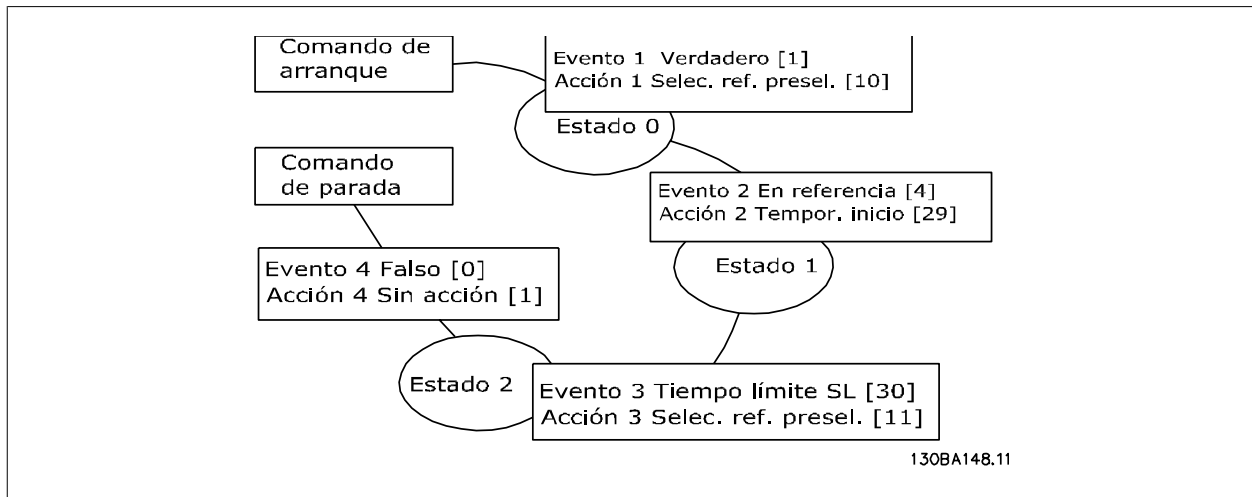 Comando de
arranque
Evento 1 Verdadero [1]
Acción 1 Selec. ref. presel. [10]
Estado 0
Comando
de parada
Evento 2 En referencia [4]
Acción 2 Tempor. inicio [29]
Estado 1
Evento 4 Falso [0]
Acción 4 Sin acción [1]
Estado 2
Evento 3 Tiempo límite SL [30]
Acción 3 Selec. ref. presel. [11]
130BA148.11